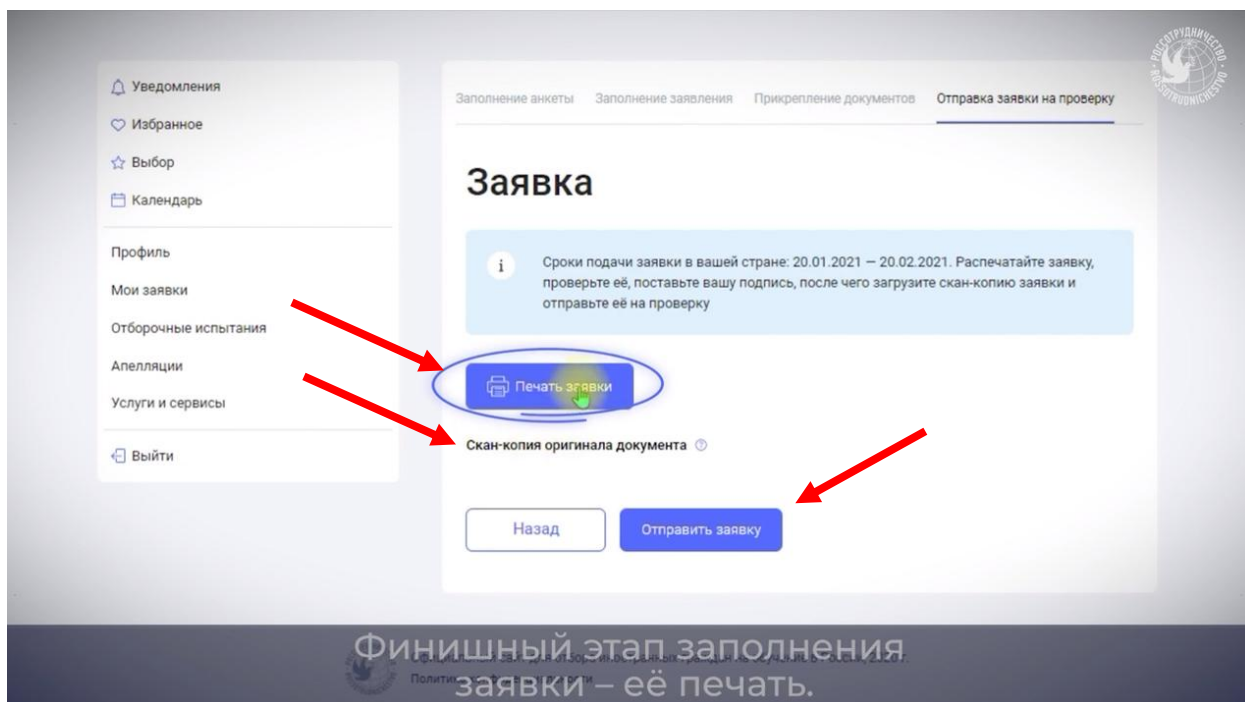 РОССОТРУДНИЧЕСТВО
ROSSOTRUDNICHESTVO
Уведомления
Избранное
Выбор
Календарь
Профиль
Мои заявки
Отборочные испытания
Апелляции
Услуги и сервисы
Выйти
Заполнение анкеты Заполнение заявления Прикрепление документов Отправка заявки на проверку
Заявка
i
Сроки подачи заявки в вашей стране: 20.01.2021 — 20.02.2021. Распечатайте заявку,
проверьте её, поставьте вашу подпись, после чего загрузите скан-копию заявки и
отправьте её на проверку
Печать заявки
Скан-копия оригинала документа ?
Назад
Отправить заявку
Финишный этап заполнения
заявки – её печать.